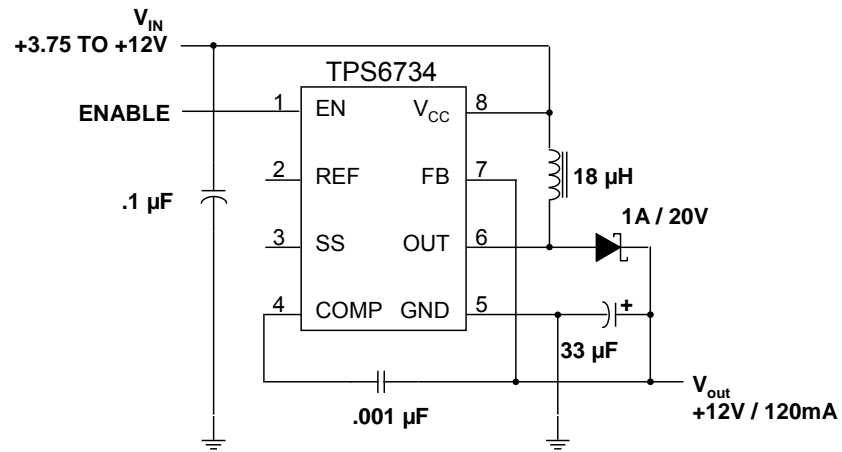 V_IN
+3.75 TO +12V
TPS6734
ENABLE
1 EN V_CC 8
2 REF FB 7
18 µH
.1 µF
1A / 20V
3 SS OUT 6
4 COMP GND 5
+
33 µF
.001 µF
V_out
+12V / 120mA